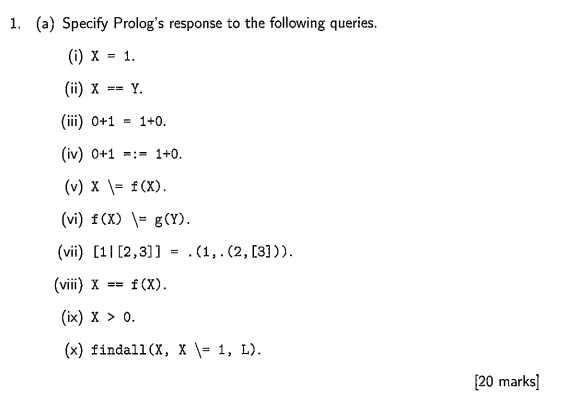 1. (a) Specify Prolog's response to the following queries.
(i) X = 1.
(ii) X == Y.
(iii) 0+1 = 1+0.
(iv) 0+1 =:= 1+0.
(v) X \= f(X).
(vi) f(X) \= g(Y).
(vii) [1|[2,3]] = .(1,.(2,[3])).
(viii) X == f(X).
(ix) X > 0.
(x) findall(X, X \= 1, L).
[20 marks]